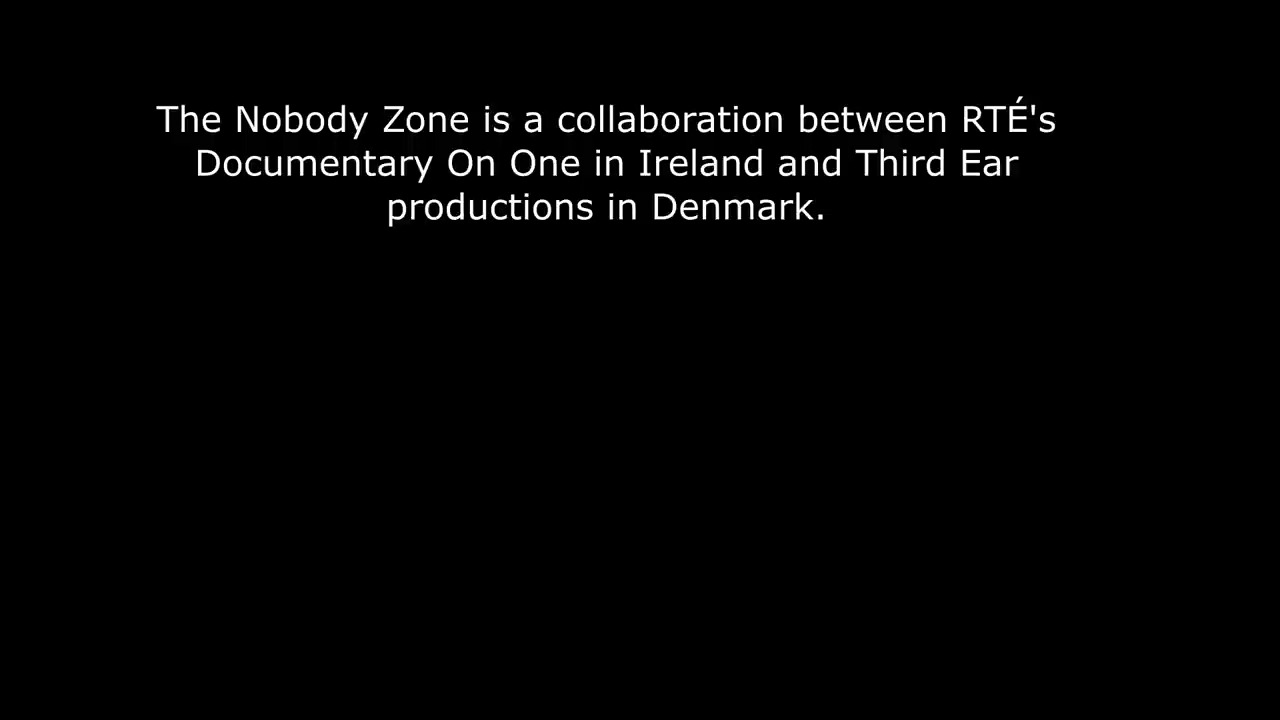 The Nobody Zone is a collaboration between RTÉ's
Documentary On One in Ireland and Third Ear
productions in Denmark.